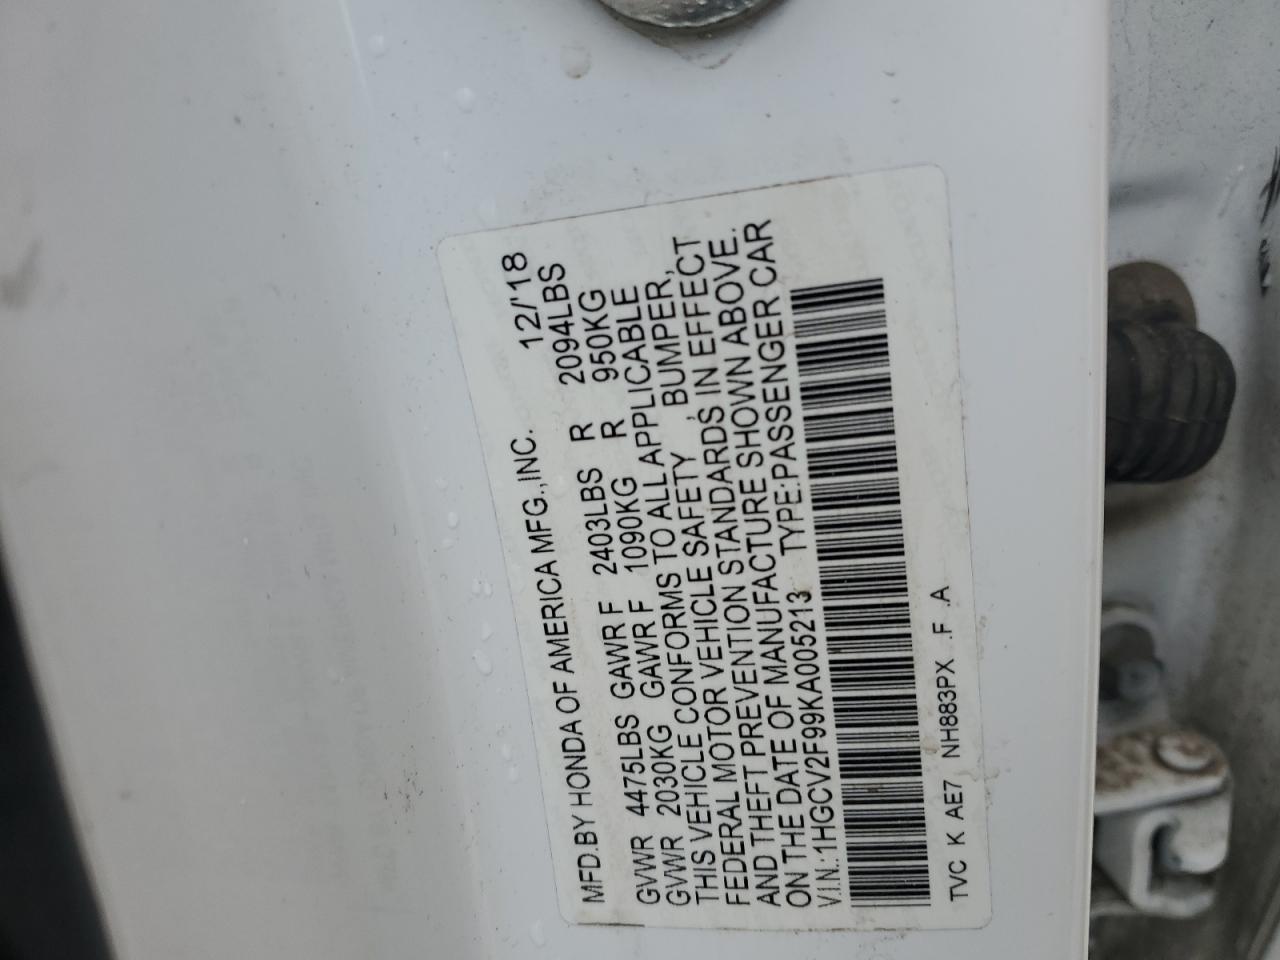 MFD.BY HONDA OF AMERICA MFG.,INC. 12/'18
GVWR 4475LBS GAWR F 2403LBS R 2094LBS
GVWR 2030KG GAWR F 1090KG R 950KG
THIS VEHICLE CONFORMS TO ALL APPLICABLE
FEDERAL MOTOR VEHICLE SAFETY , BUMPER,
AND THEFT PREVENTION STANDARDS IN EFFECT
ON THE DATE OF MANUFACTURE SHOWN ABOVE.
V.I.N.:1HGCV2F99KA005213 TYPE:PASSENGER CAR
TVC K AE7 NH883PX .F .A